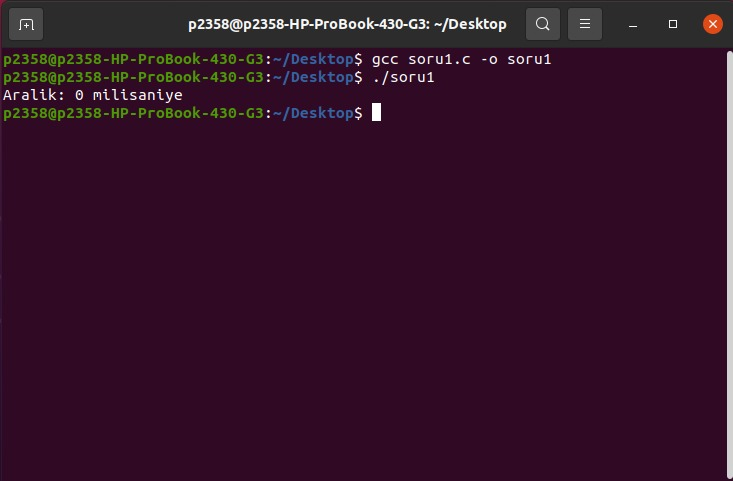 p2358@p2358-HP-ProBook-430-G3: ~/Desktop
p2358@p2358-HP-ProBook-430-G3:~/Desktop$ gcc soru1.c -o soru1
p2358@p2358-HP-ProBook-430-G3:~/Desktop$ ./soru1
Aralik: 0 milisaniye
p2358@p2358-HP-ProBook-430-G3:~/Desktop$